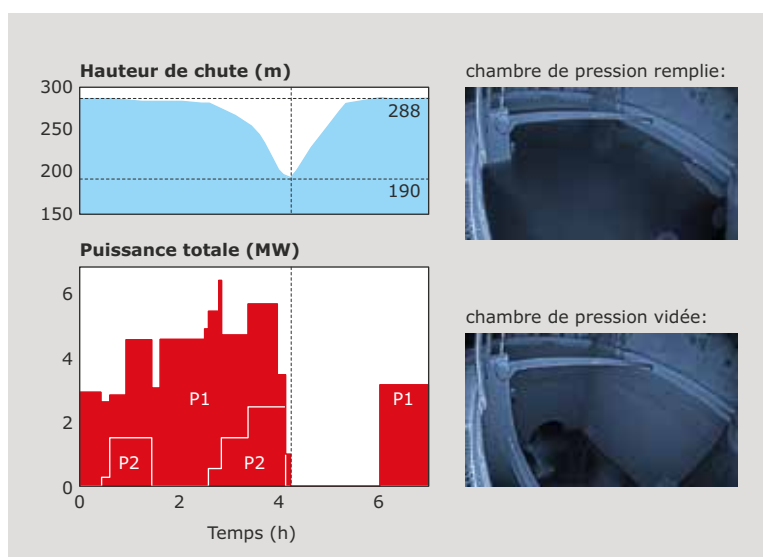 Hauteur de chute (m)
300
250
200
150
288
190
Puissance totale (MW)
6
4
2
0
P1
P2
P2
P1
0 2 4 6
Temps (h)
chambre de pression remplie:
chambre de pression vidée: